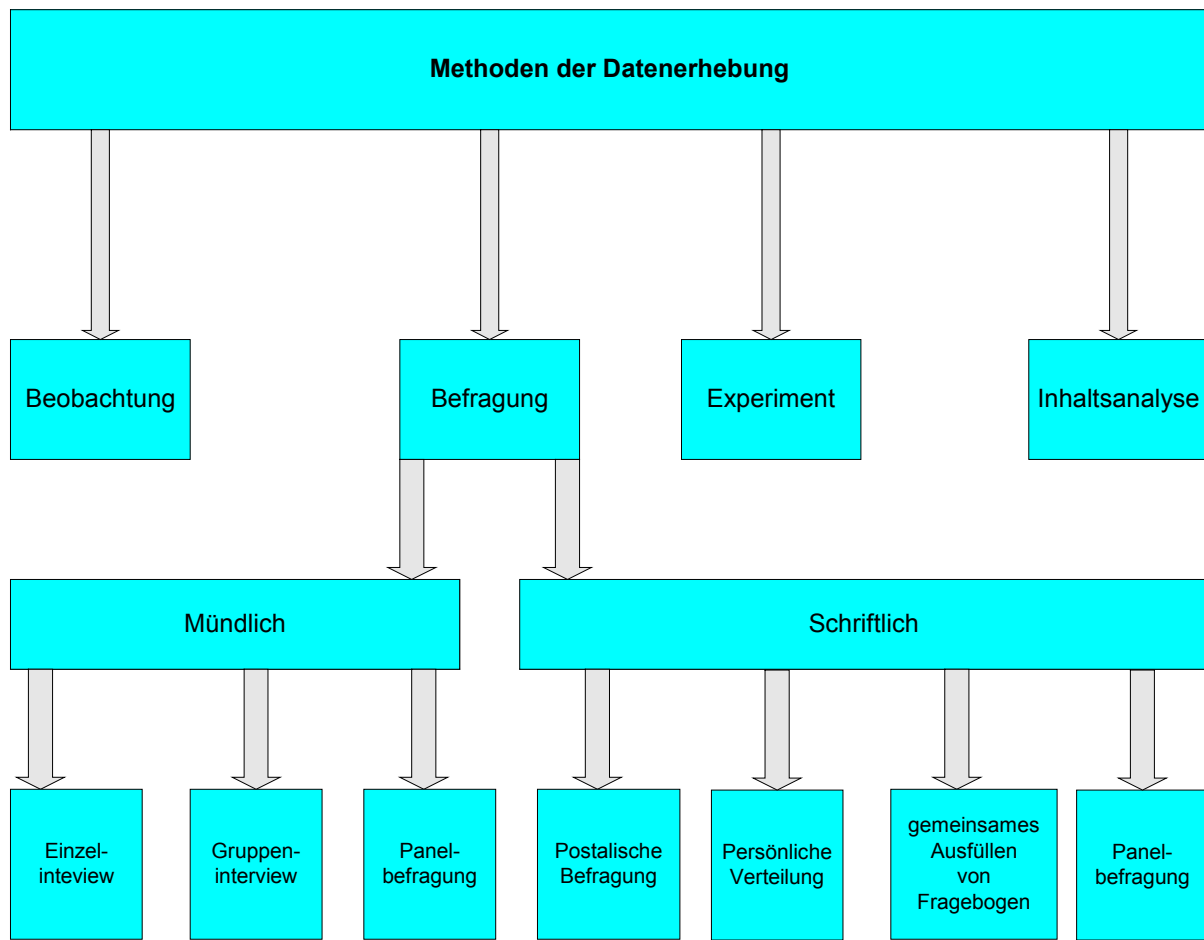 Methoden der Datenerhebung
Beobachtung
Befragung
Experiment
Inhaltsanalyse
Mündlich
Schriftlich
Einzel-
inteview
Gruppen-
interview
Panel-
befragung
Postalische
Befragung
Persönliche
Verteilung
gemeinsames
Ausfüllen
von
Fragebogen
Panel-
befragung